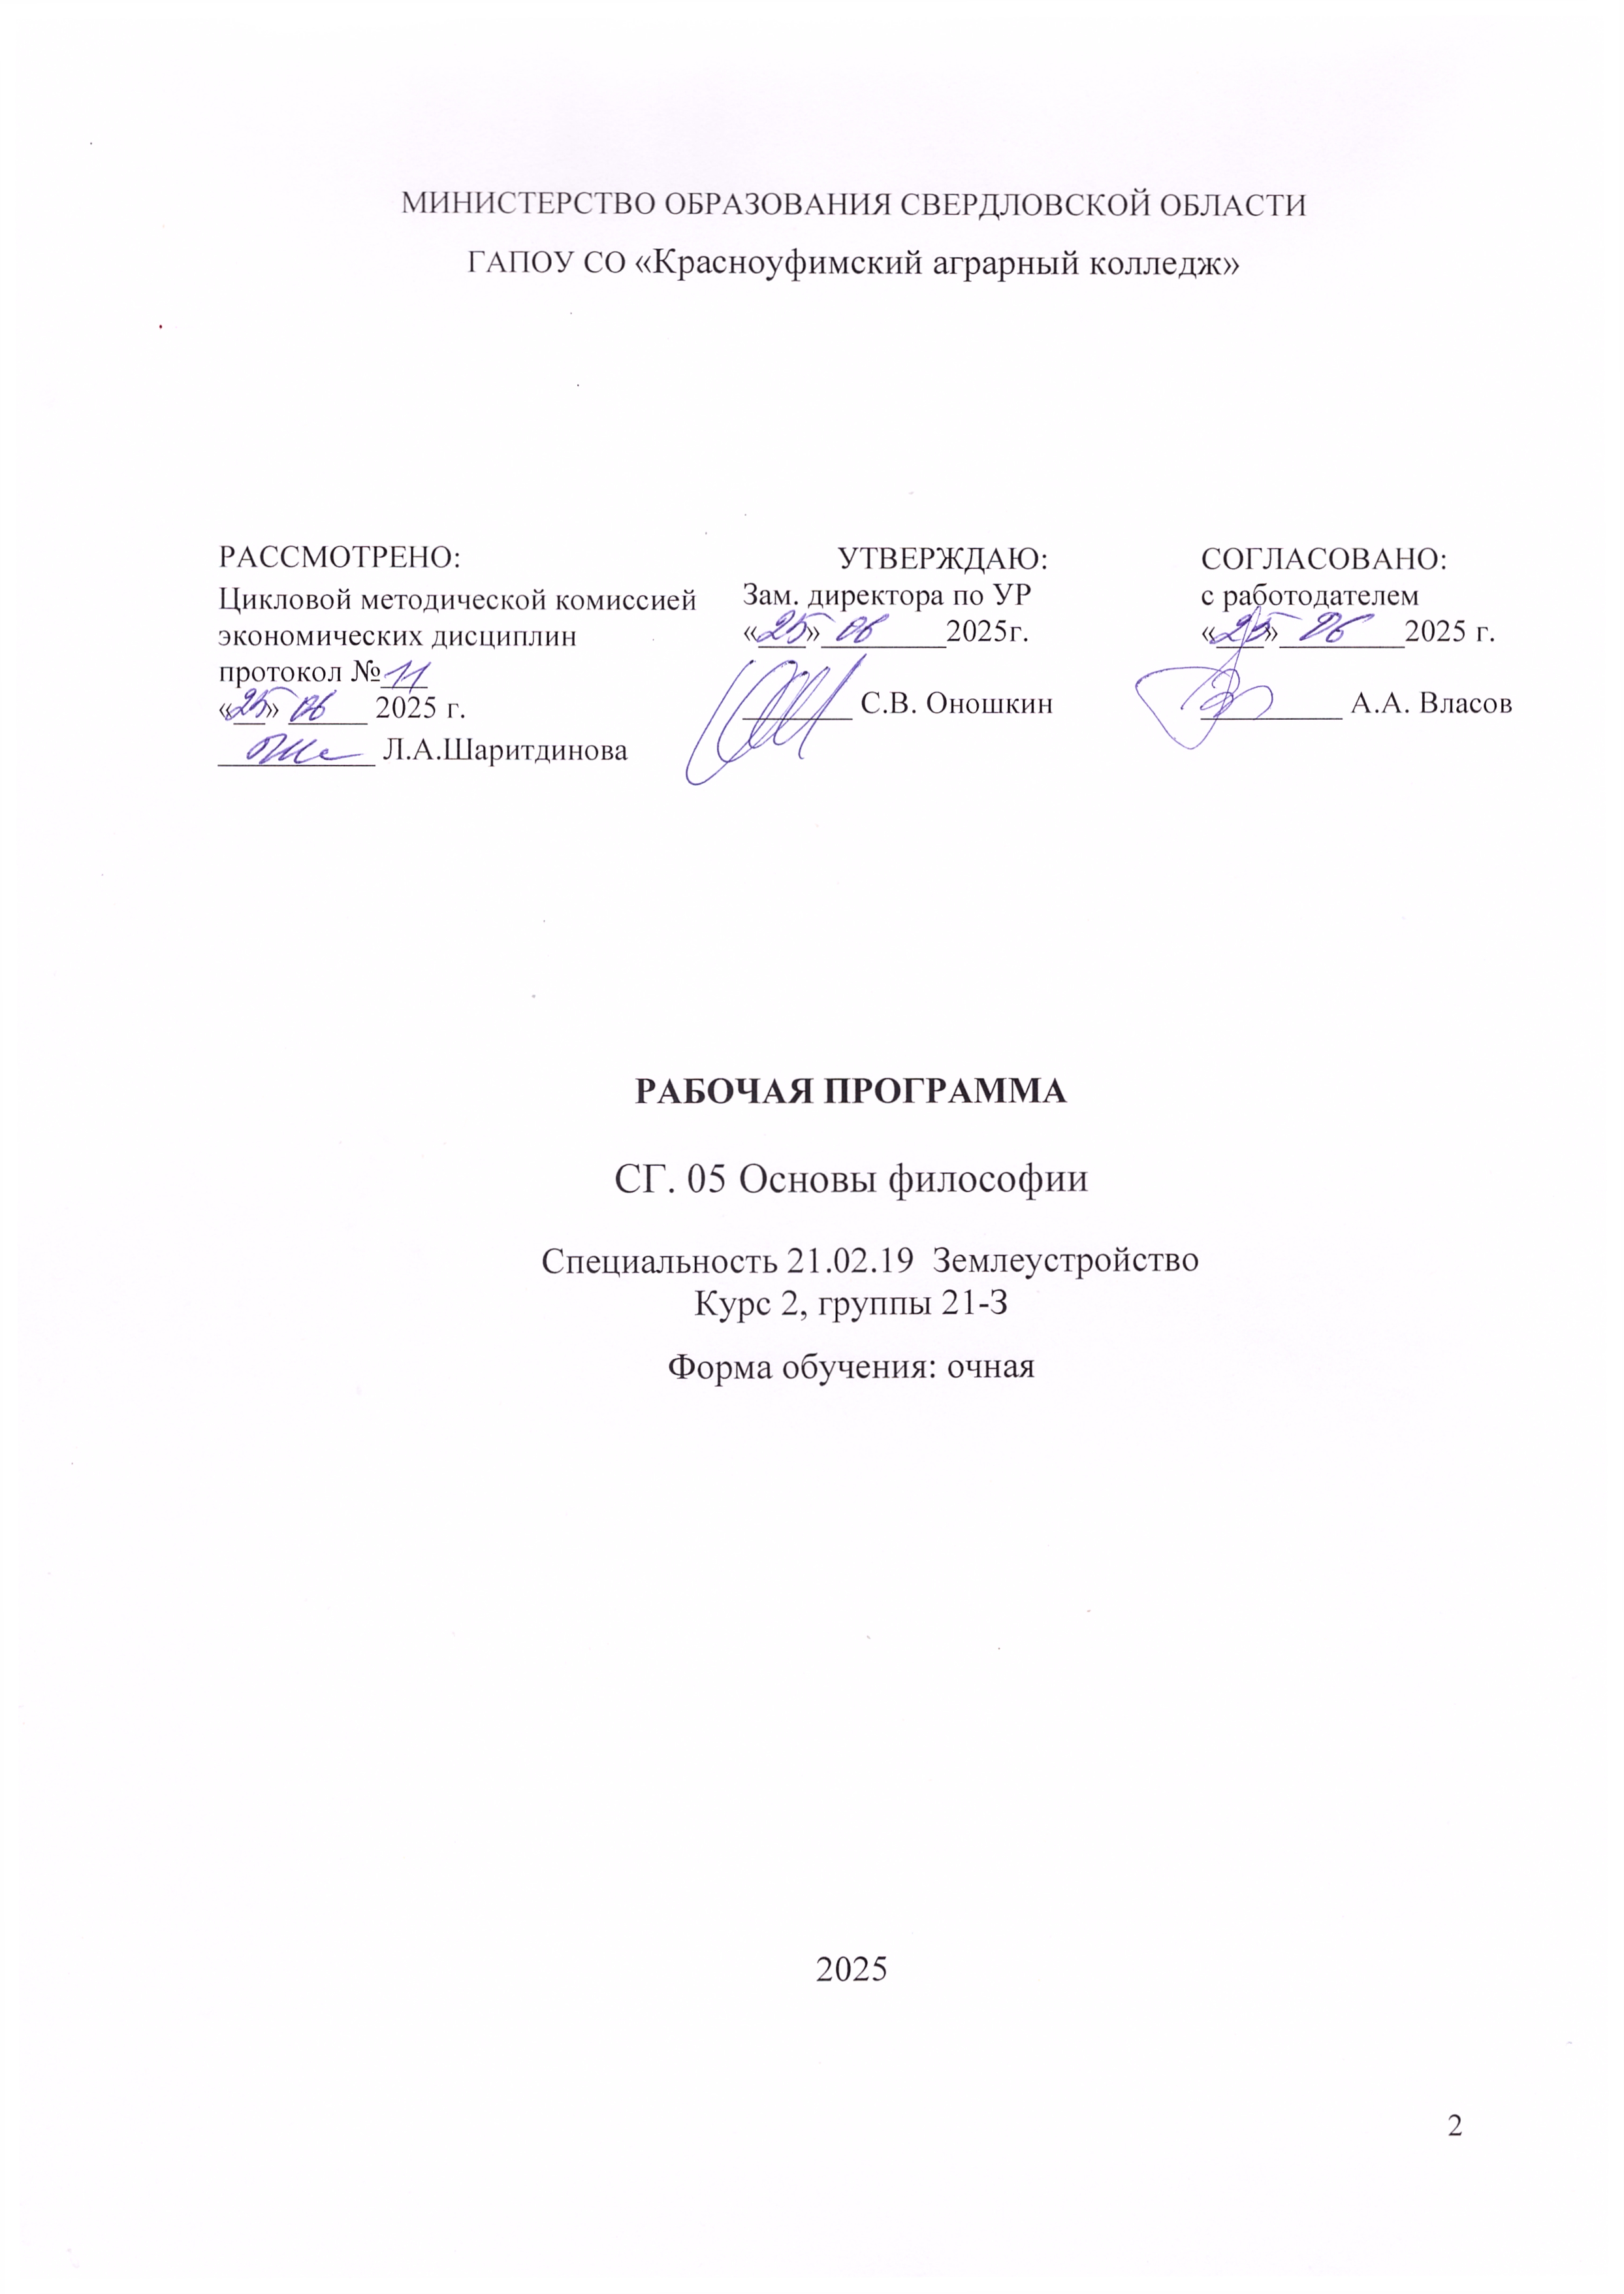 МИНИСТЕРСТВО ОБРАЗОВАНИЯ СВЕРДЛОВСКОЙ ОБЛАСТИ
ГАПОУ СО «Красноуфимский аграрный колледж»
РАССМОТРЕНО:
Цикловой методической комиссией
экономических дисциплин
протокол № 11
«25» 06 2025 г.
Л.А.Шаритдинова
УТВЕРЖДАЮ:
Зам. директора по УР
«25» 06 2025г.
С.В. Оношкин
СОГЛАСОВАНО:
с работодателем
«25» 06 2025 г.
А.А. Власов
РАБОЧАЯ ПРОГРАММА
СГ. 05 Основы философии
Специальность 21.02.19 Землеустройство
Курс 2, группы 21-З
Форма обучения: очная
2025
2